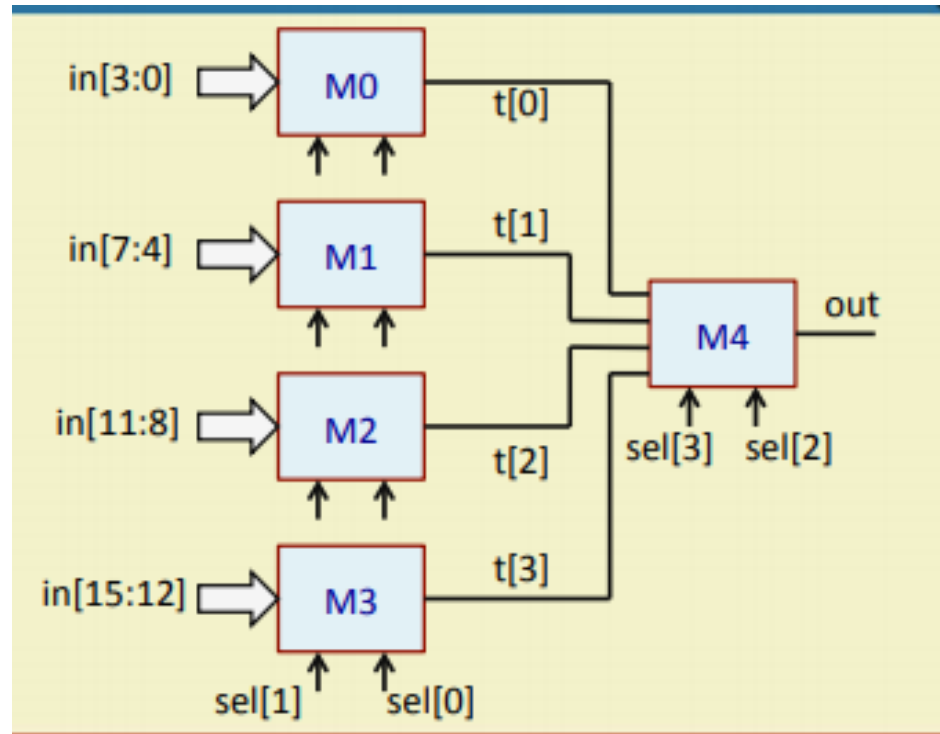 in[3:0]
M0
t[0]
in[7:4]
M1
t[1]
in[11:8]
M2
t[2]
in[15:12]
M3
t[3]
sel[1]
sel[0]
M4
out
sel[3]
sel[2]